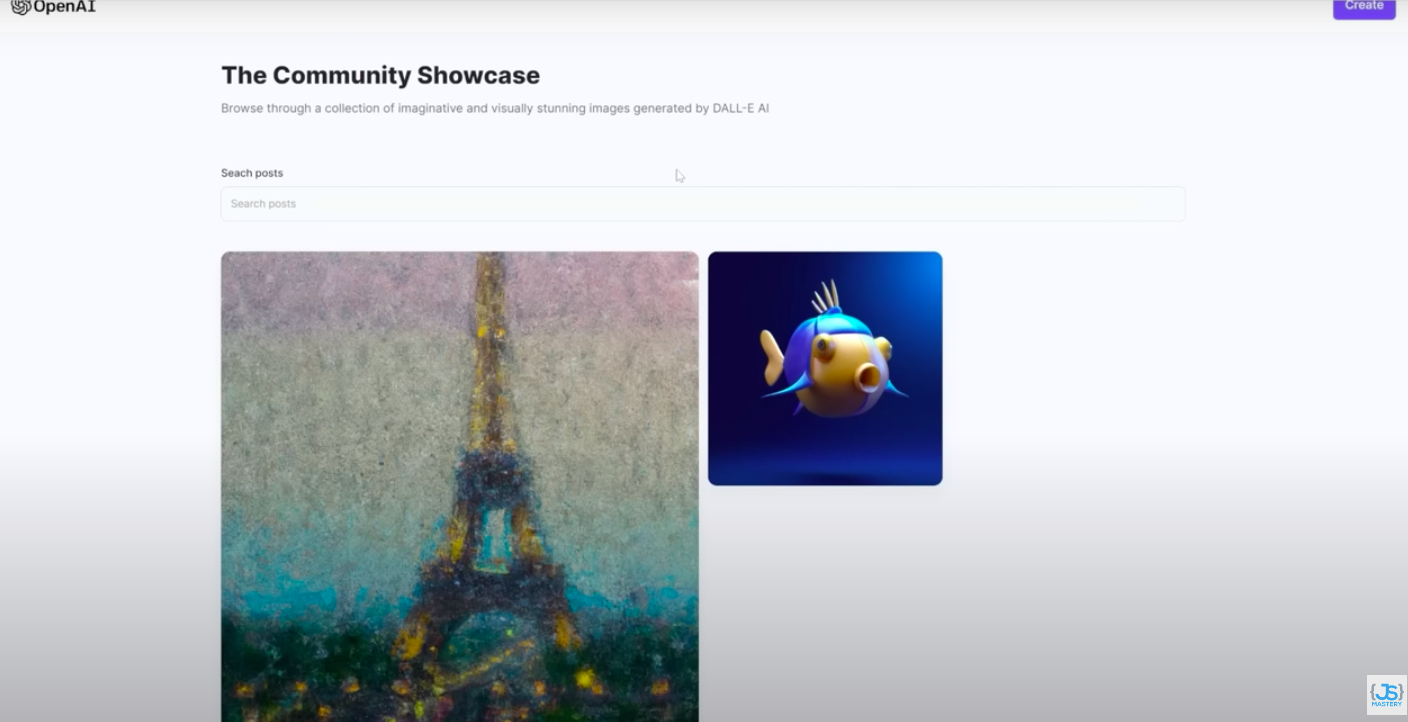 OpenAI
Create
The Community Showcase
Browse through a collection of imaginative and visually stunning images generated by DALL-E AI
Seach posts
Search posts
{JS}
MASTERY